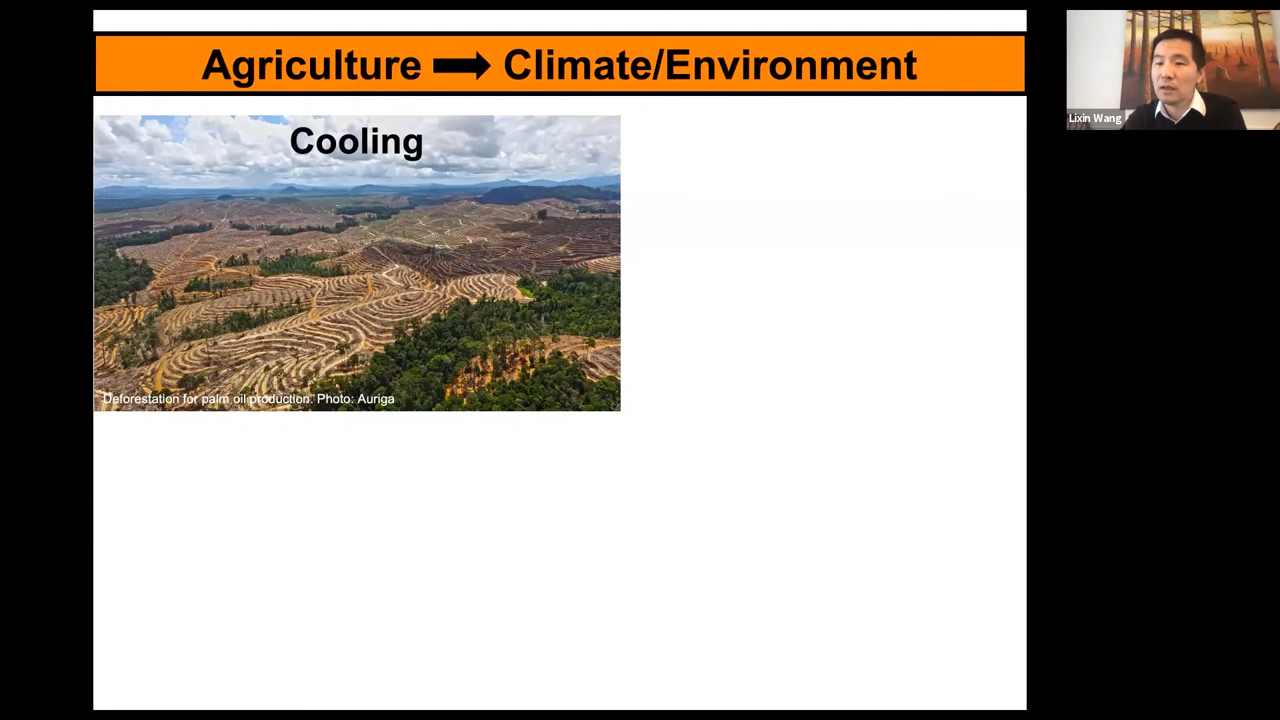 Agriculture ➡ Climate/Environment
Cooling
Deforestation for palm oil production. Photo: Auriga
Lixin Wang